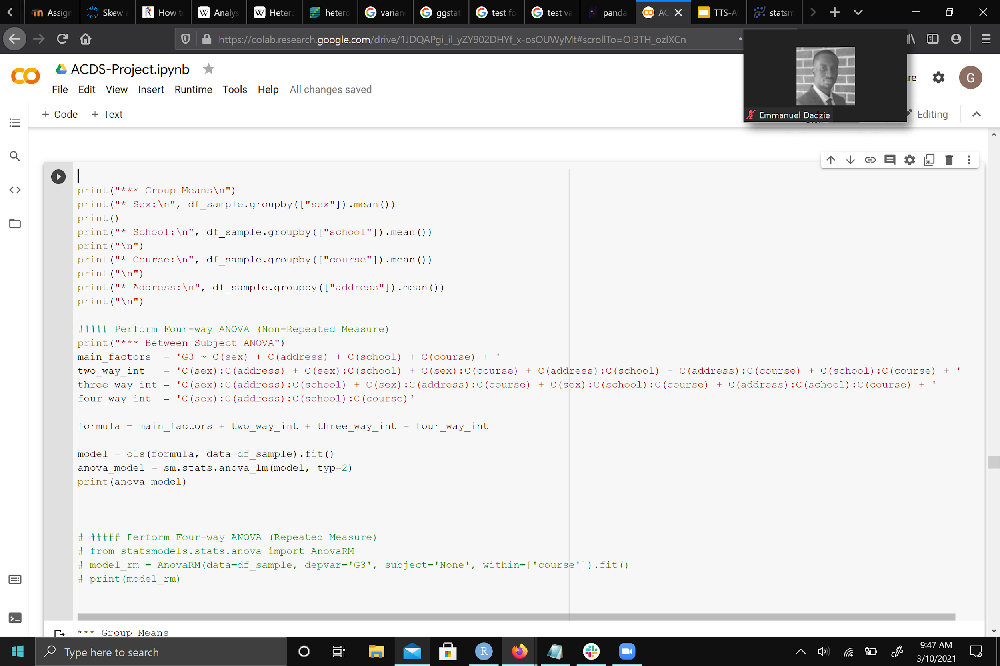 Assign
Skew a
How to
Analys
Hetero
hetero
varian
ggstat
test fo
test va
panda
AC
TTS-AC
statsm
https://colab.research.google.com/drive/1JDQAPgi_il_yZY902DHYf_x-osOUWyMt#scrollTo=OI3TH_ozlXCn
ACDS-Project.ipynb
File Edit View Insert Runtime Tools Help All changes saved
re
G
Emmanuel Dadzie
+ Code + Text
Editing
print("*** Group Means\n")
print("* Sex:\n", df_sample.groupby(["sex"]).mean())
print()
print("* School:\n", df_sample.groupby(["school"]).mean())
print("\n")
print("* Course:\n", df_sample.groupby(["course"]).mean())
print("\n")
print("* Address:\n", df_sample.groupby(["address"]).mean())
print("\n")
##### Perform Four-way ANOVA (Non-Repeated Measure)
print("*** Between Subject ANOVA")
main_factors  = 'G3 ~ C(sex) + C(address) + C(school) + C(course) + '
two_way_int   = 'C(sex):C(address) + C(sex):C(school) + C(sex):C(course) + C(address):C(school) + C(address):C(course) + C(school):C(course) + '
three_way_int = 'C(sex):C(address):C(school) + C(sex):C(address):C(course) + C(sex):C(school):C(course) + C(address):C(school):C(course) + '
four_way_int  = 'C(sex):C(address):C(school):C(course)'
formula = main_factors + two_way_int + three_way_int + four_way_int
model = ols(formula, data=df_sample).fit()
anova_model = sm.stats.anova_lm(model, typ=2)
print(anova_model)
# ##### Perform Four-way ANOVA (Repeated Measure)
# from statsmodels.stats.anova import AnovaRM
# model_rm = AnovaRM(data=df_sample, depvar='G3', subject='None', within=['course']).fit()
# print(model_rm)
*** Group Means
Type here to search
R
9:47 AM
3/10/2021